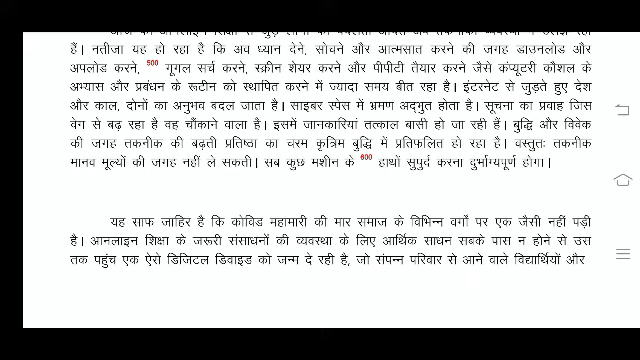 हैं। नतीजा यह हो रहा है कि अब ध्यान देने, सोचने और आत्मसात करने की जगह डाउनलोड और
अपलोड करने, 500 गूगल सर्च करने, स्क्रीन शेयर करने और पीपीटी तैयार करने जैसे कंप्यूटरी कौशल के
अभ्यास और प्रबंधन के रूटीन को स्थापित करने में ज्यादा समय बीत रहा है। इंटरनेट से जुड़ते हुए देश
और काल, दोनों का अनुभव बदल जाता है। साइबर स्पेस में भ्रमण अद्गुत होता है। सूचना का प्रवाह जिस
वेग से बढ़ रहा है वह चौंकाने वाला है। इसमें जानकारियां तत्काल बासी हो जा रही हैं। बुद्धि और विवेक
की जगह तकनीक की बढ़ती प्रतिष्ठा का चरम कृत्रिम बुद्धि में प्रतिफलित हो रहा है। वस्तुतः तकनीक
मानव मूल्यों की जगह नहीं ले सकती। सब कुछ मशीन के 600 हाथों सुपुर्द करना दुर्भाग्यपूर्ण होगा।
यह साफ जाहिर है कि कोविड महामारी की मार समाज के विभिन्न वर्गों पर एक जैसी नहीं पड़ी
है। आनलाइन शिक्षा के जरूरी संसाधनों की व्यवस्था के लिए आर्थिक साधन सबके पास न होने से उस
तक पहुंच एक ऐसे डिजिटल डिवाइड को जन्म दे रही है, जो संपन्न परिवार से आने वाले विद्यार्थियों और